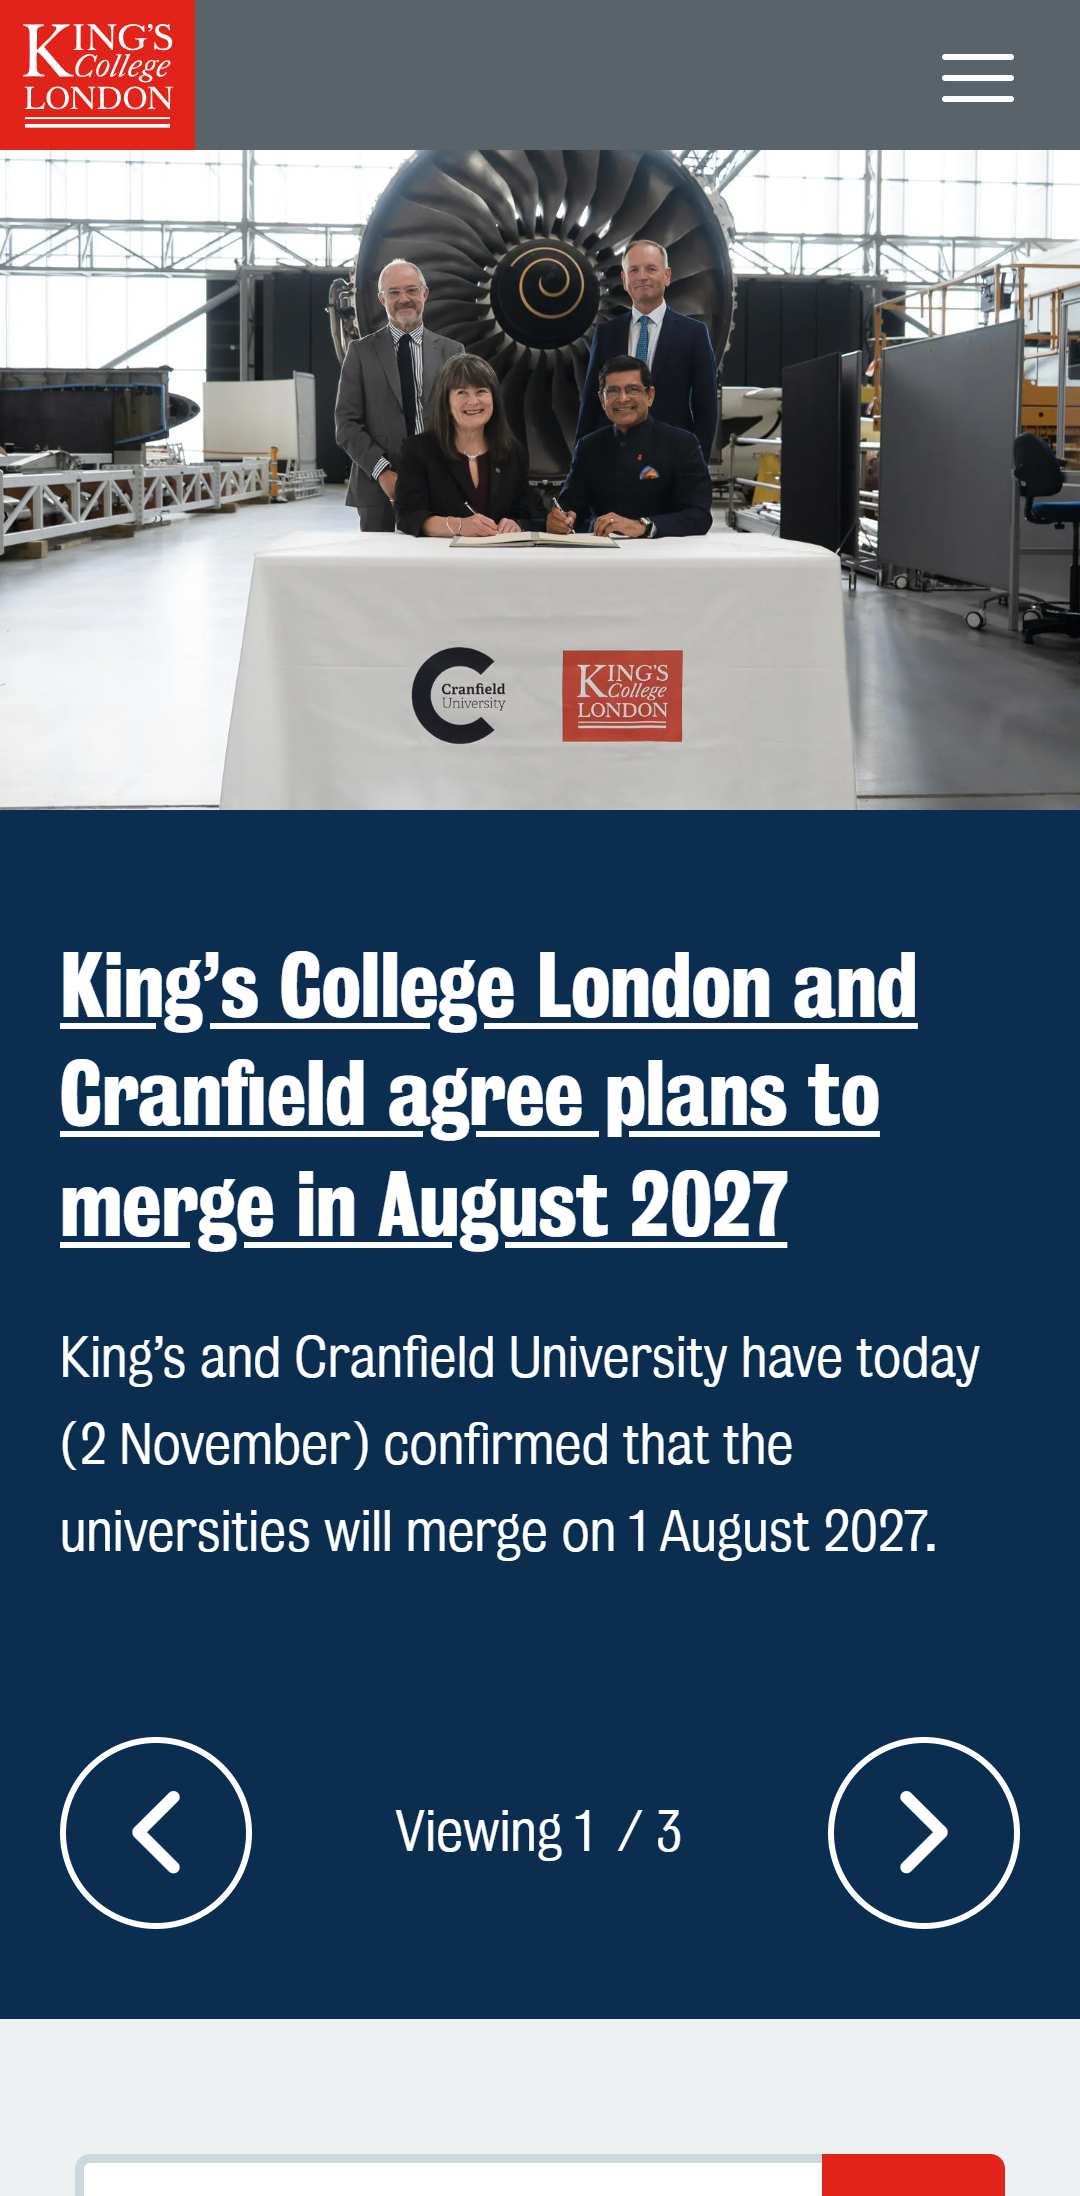 KING'S
College
LONDON
Cranfield
University
KING'S
College
LONDON
King’s College London and
Cranfield agree plans to
merge in August 2027
King’s and Cranfield University have today
(2 November) confirmed that the
universities will merge on 1 August 2027.
Viewing 1 / 3